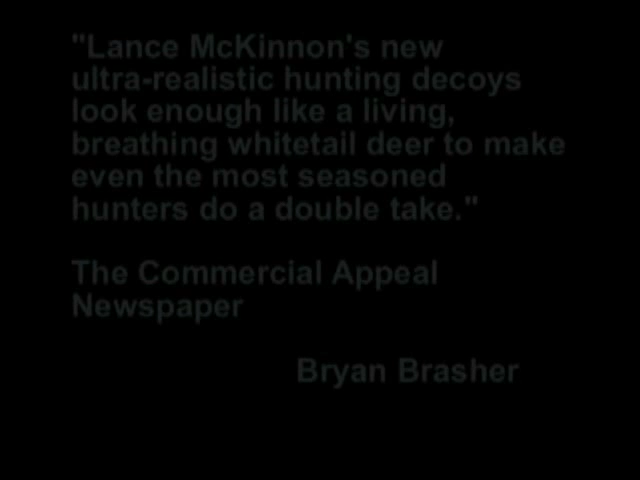 "Lance McKinnon's new
ultra-realistic hunting decoys
look enough like a living,
breathing whitetail deer to make
even the most seasoned
hunters do a double take."
The Commercial Appeal
Newspaper
Bryan Brasher